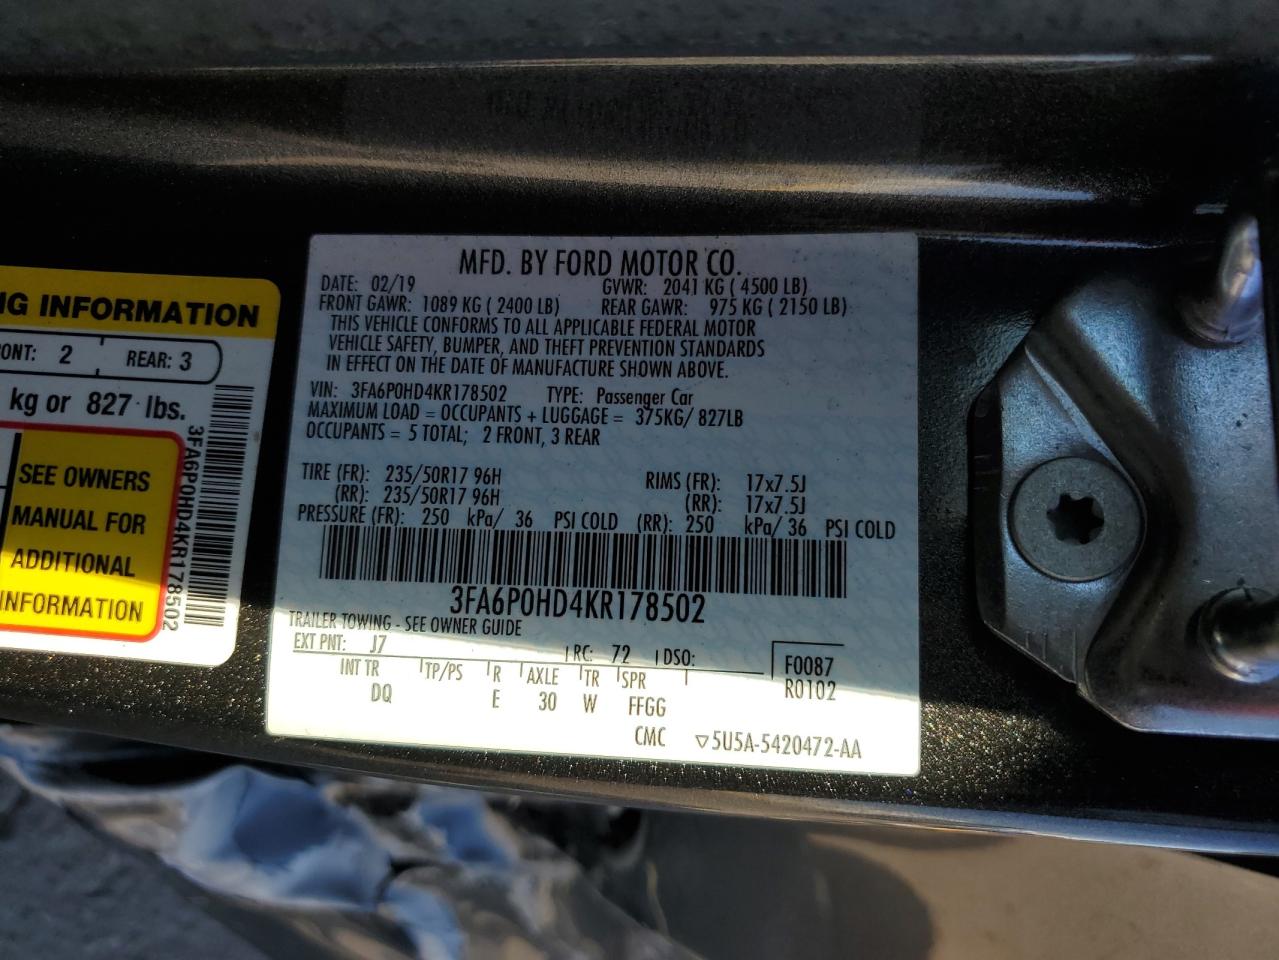 MFD. BY FORD MOTOR CO.
DATE: 02/19 GVWR: 2041 KG ( 4500 LB)
FRONT GAWR: 1089 KG ( 2400 LB) REAR GAWR: 975 KG ( 2150 LB)
THIS VEHICLE CONFORMS TO ALL APPLICABLE FEDERAL MOTOR
VEHICLE SAFETY, BUMPER, AND THEFT PREVENTION STANDARDS
IN EFFECT ON THE DATE OF MANUFACTURE SHOWN ABOVE.
VIN: 3FA6P0HD4KR178502 TYPE: Passenger Car
MAXIMUM LOAD = OCCUPANTS + LUGGAGE = 375KG/ 827LB
OCCUPANTS = 5 TOTAL; 2 FRONT, 3 REAR
TIRE (FR): 235/50R17 96H RIMS (FR): 17x7.5J
(RR): 235/50R17 96H (RR): 17x7.5J
PRESSURE (FR): 250 kPa/ 36 PSI COLD (RR): 250 kPa/ 36 PSI COLD
3FA6P0HD4KR178502
TRAILER TOWING - SEE OWNER GUIDE
EXT PNT: J7 RC: 72 DSO: F0087
INT TR TP/PS R AXLE TR SPR R0102
DQ E 30 W FFGG
CMC ▽5U5A-5420472-AA
NG INFORMATION
ONT: 2 REAR: 3
kg or 827 lbs.
SEE OWNERS
MANUAL FOR
ADDITIONAL
INFORMATION
3FA6P0HD4KR178502